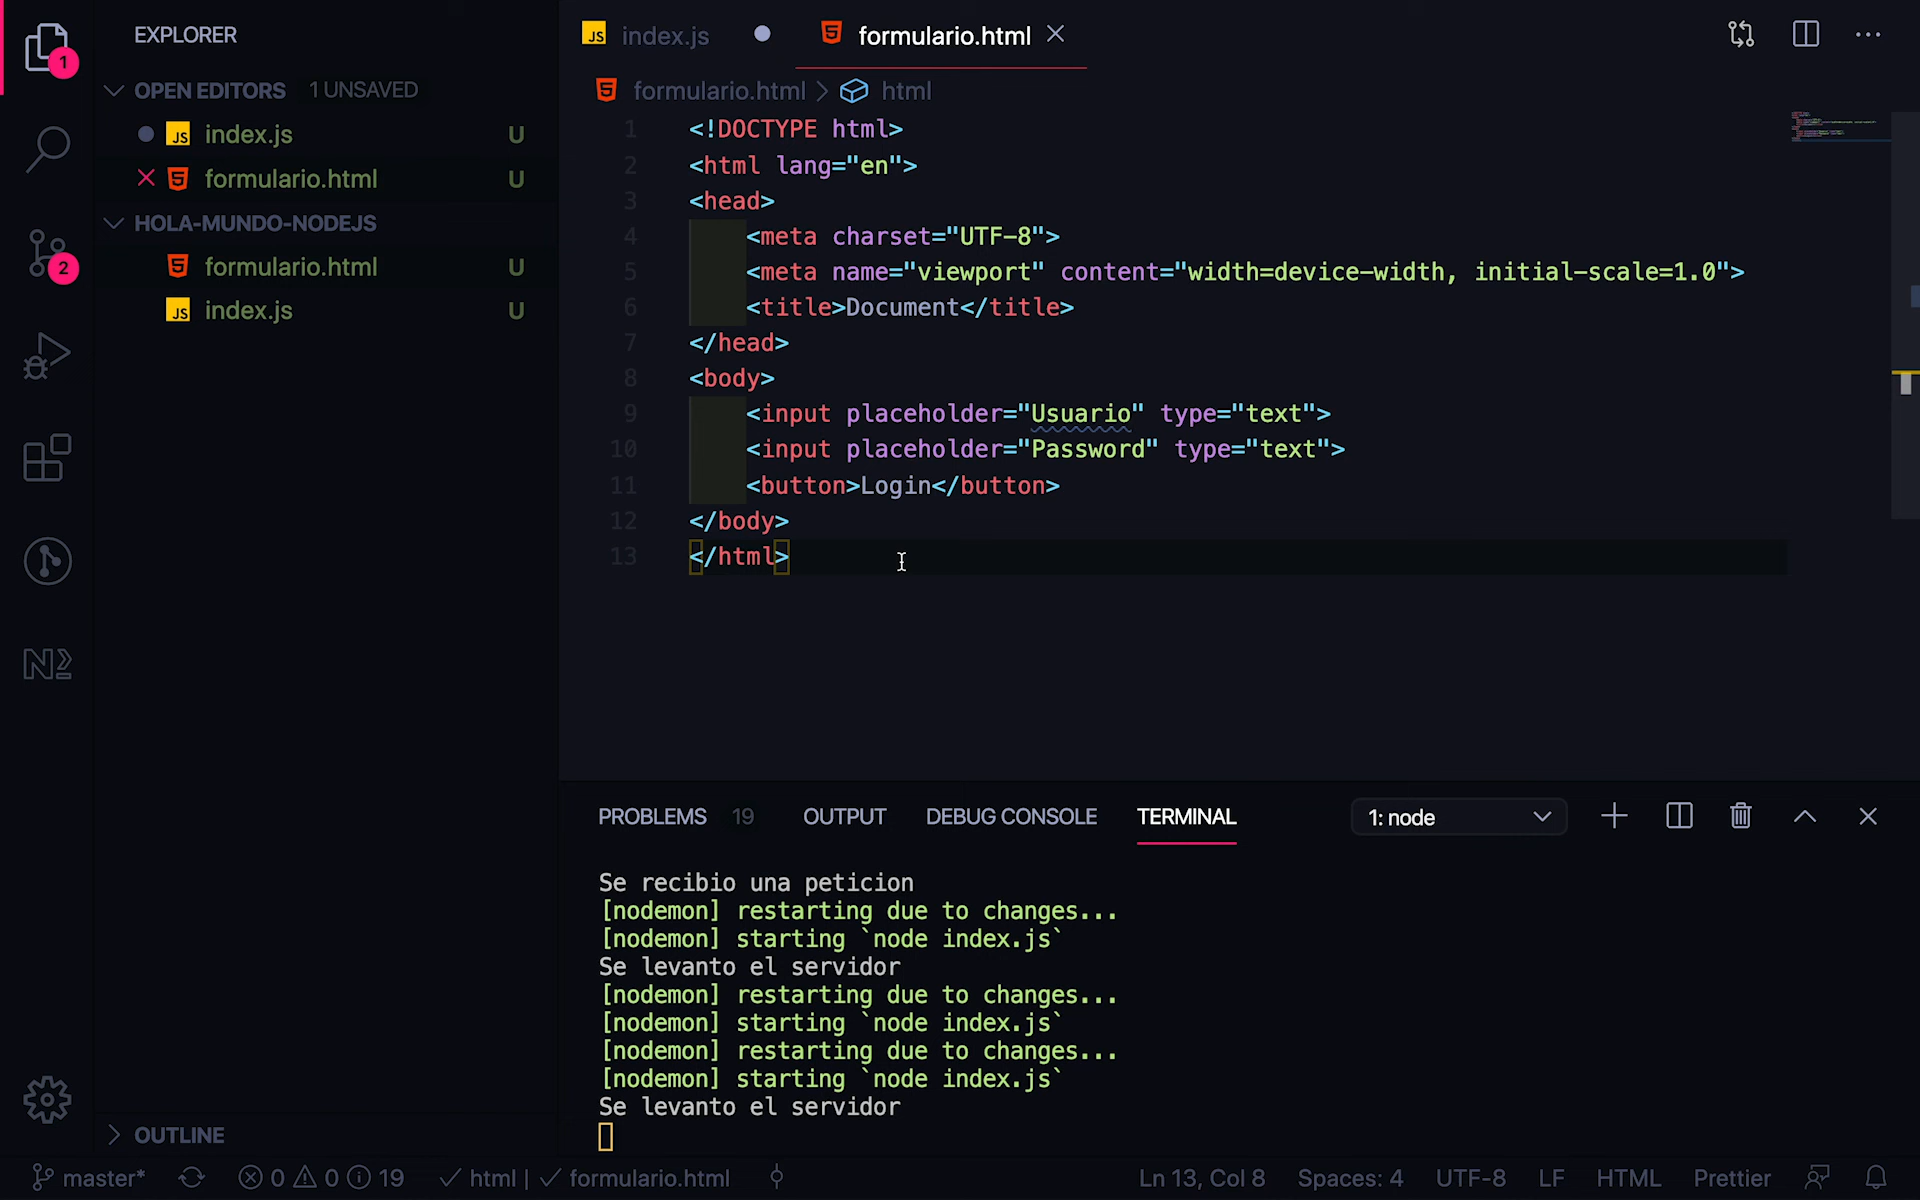 EXPLORER
OPEN EDITORS 1 UNSAVED
index.js U
formulario.html U
HOLA-MUNDO-NODEJS
formulario.html U
index.js U
OUTLINE
1
2
index.js formulario.html
formulario.html > html
1 <!DOCTYPE html>
2 <html lang="en">
3 <head>
4 <meta charset="UTF-8">
5 <meta name="viewport" content="width=device-width, initial-scale=1.0">
6 <title>Document</title>
7 </head>
8 <body>
9 <input placeholder="Usuario" type="text">
10 <input placeholder="Password" type="text">
11 <button>Login</button>
12 </body>
13 </html>
PROBLEMS 19 OUTPUT DEBUG CONSOLE TERMINAL 1: node
Se recibio una peticion
[nodemon] restarting due to changes...
[nodemon] starting `node index.js`
Se levanto el servidor
[nodemon] restarting due to changes...
[nodemon] starting `node index.js`
[nodemon] restarting due to changes...
[nodemon] starting `node index.js`
Se levanto el servidor
master* 0 0 19 html | formulario.html Ln 13, Col 8 Spaces: 4 UTF-8 LF HTML Prettier